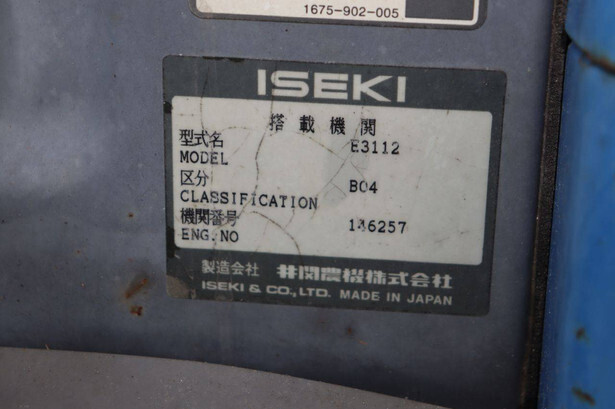 1675-902-005
ISEKI
搭載機関
型式名 E3112
MODEL
区分 B04
CLASSIFICATION
機関番号 146257
ENG.NO
製造会社 井関農機株式会社
ISEKI & CO.,LTD. MADE IN JAPAN